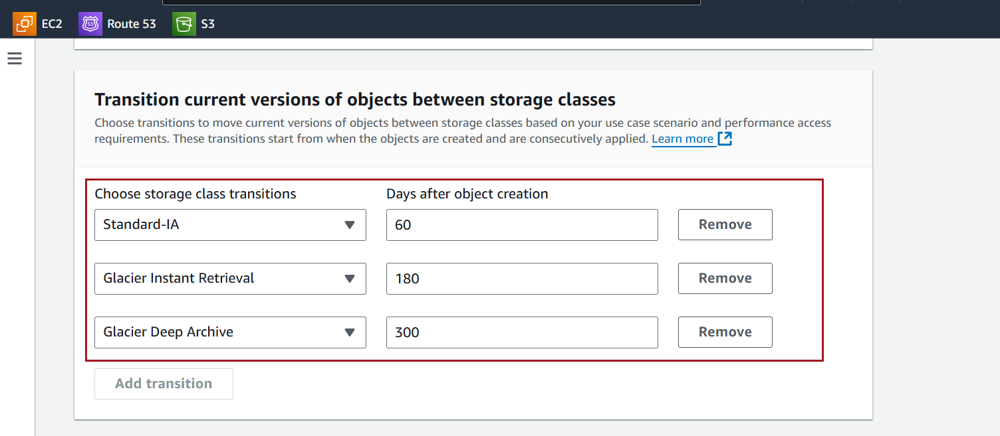 EC2 Route 53 S3
Transition current versions of objects between storage classes
Choose transitions to move current versions of objects between storage classes based on your use case scenario and performance access
requirements. These transitions start from when the objects are created and are consecutively applied. Learn more
Choose storage class transitions Days after object creation
Standard-IA 60 Remove
Glacier Instant Retrieval 180 Remove
Glacier Deep Archive 300 Remove
Add transition